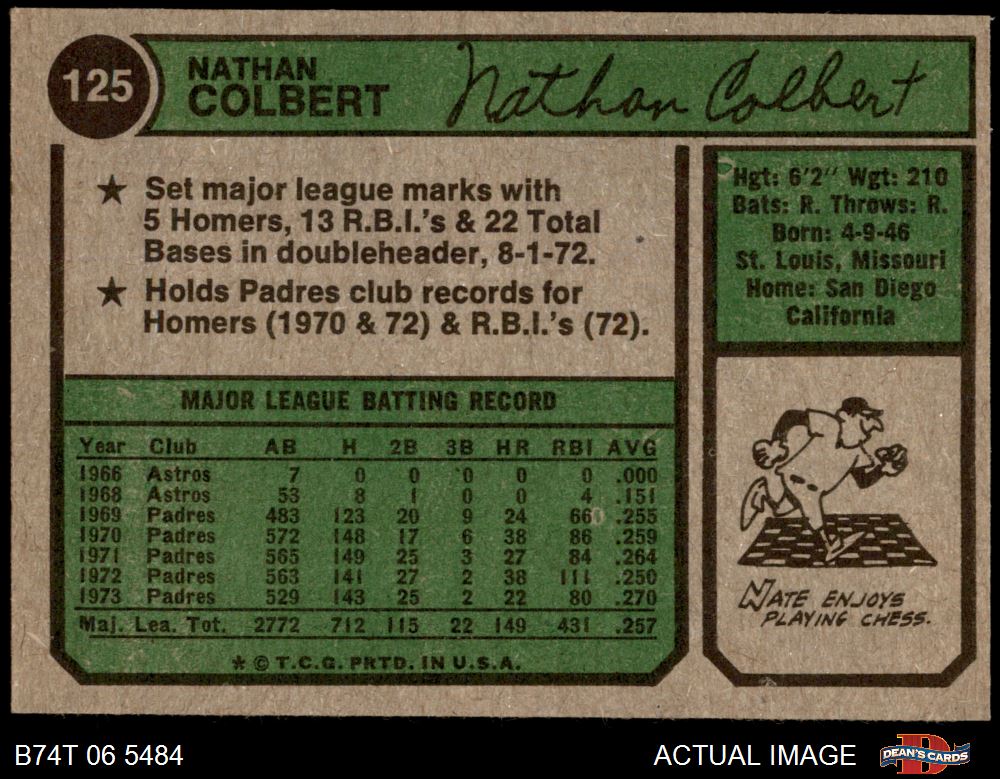 125
NATHAN
COLBERT
Nathan Colbert
★ Set major league marks with
5 Homers, 13 R.B.I.'s & 22 Total
Bases in doubleheader, 8-1-72.
★ Holds Padres club records for
Homers (1970 & 72) & R.B.I.'s (72).
Hgt: 6'2" Wgt: 210
Bats: R. Throws: R.
Born: 4-9-46
St. Louis, Missouri
Home: San Diego
California
MAJOR LEAGUE BATTING RECORD
Year Club AB H 2B 3B HR RBI AVG
1966 Astros 7 0 0 0 0 0 .000
1968 Astros 53 8 1 0 0 4 .151
1969 Padres 483 123 20 9 24 66 .255
1970 Padres 572 148 17 6 38 86 .259
1971 Padres 565 149 25 3 27 84 .264
1972 Padres 563 141 27 2 38 111 .250
1973 Padres 529 143 25 2 22 80 .270
Maj. Lea. Tot. 2772 712 115 22 149 431 .257
* © T.C.G. PRTD. IN U.S.A.
NATE ENJOYS
PLAYING CHESS.
B74T 06 5484
ACTUAL IMAGE
D
DEAN'S CARDS